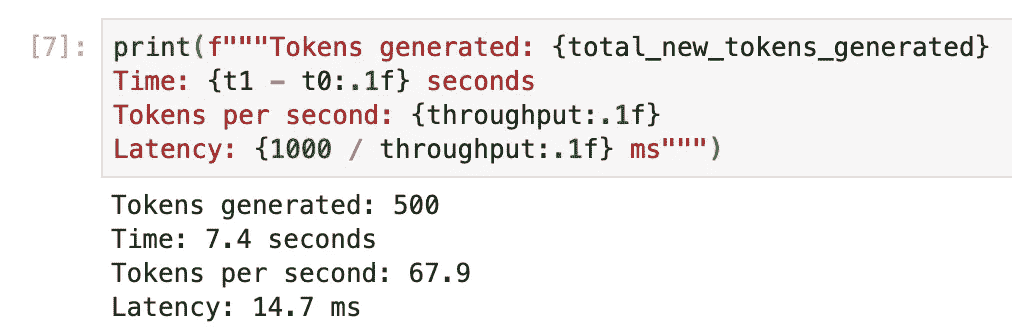 [7]: print(f"""Tokens generated: {total_new_tokens_generated}
Time: {t1 - t0:.1f} seconds
Tokens per second: {throughput:.1f}
Latency: {1000 / throughput:.1f} ms""")
Tokens generated: 500
Time: 7.4 seconds
Tokens per second: 67.9
Latency: 14.7 ms